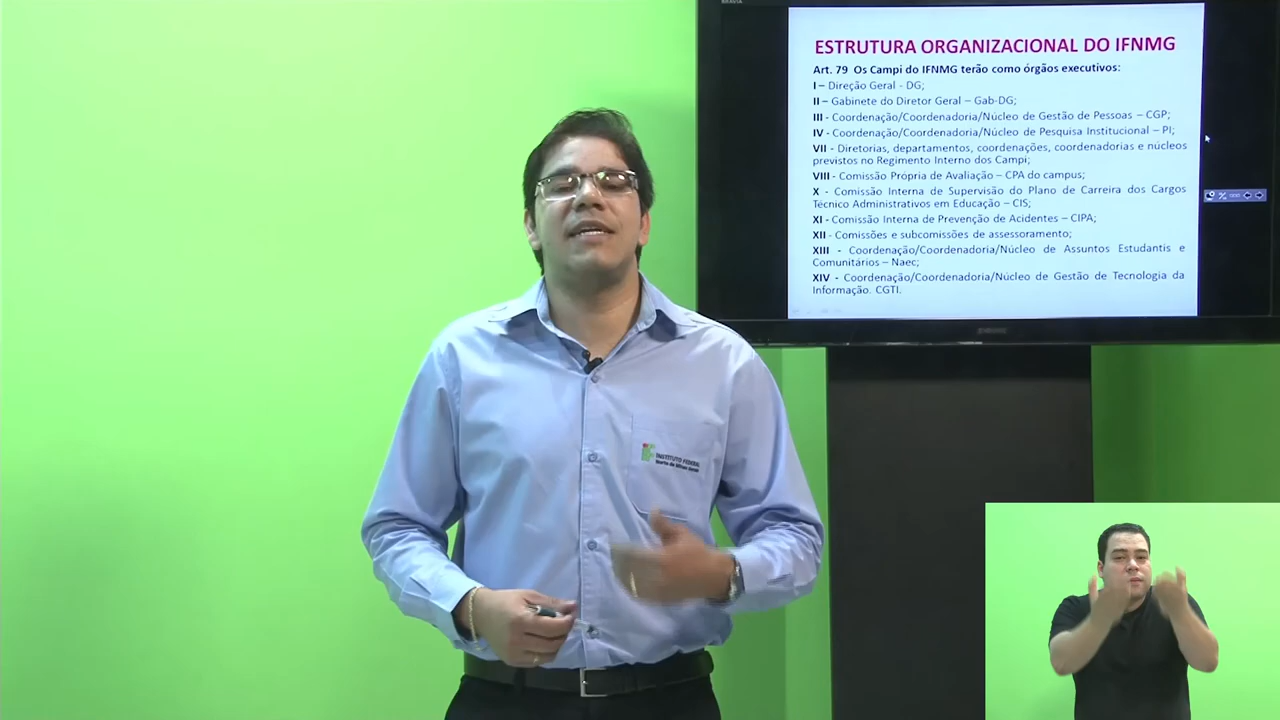 ESTRUTURA ORGANIZACIONAL DO IFNMG
Art. 79 Os Campi do IFNMG terão como órgãos executivos:
I – Direção Geral - DG;
II – Gabinete do Diretor Geral – Gab-DG;
III - Coordenação/Coordenadoria/Núcleo de Gestão de Pessoas – CGP;
IV - Coordenação/Coordenadoria/Núcleo de Pesquisa Institucional – PI;
VII - Diretorias, departamentos, coordenações, coordenadorias e núcleos
previstos no Regimento Interno dos Campi;
VIII - Comissão Própria de Avaliação – CPA do campus;
X - Comissão Interna de Supervisão do Plano de Carreira dos Cargos
Técnico Administrativos em Educação – CIS;
XI - Comissão Interna de Prevenção de Acidentes – CIPA;
XII - Comissões e subcomissões de assessoramento;
XIII - Coordenação/Coordenadoria/Núcleo de Assuntos Estudantis e
Comunitários – Naec;
XIV - Coordenação/Coordenadoria/Núcleo de Gestão de Tecnologia da
Informação. CGTI.
INSTITUTO FEDERAL
Norte de Minas Gerais